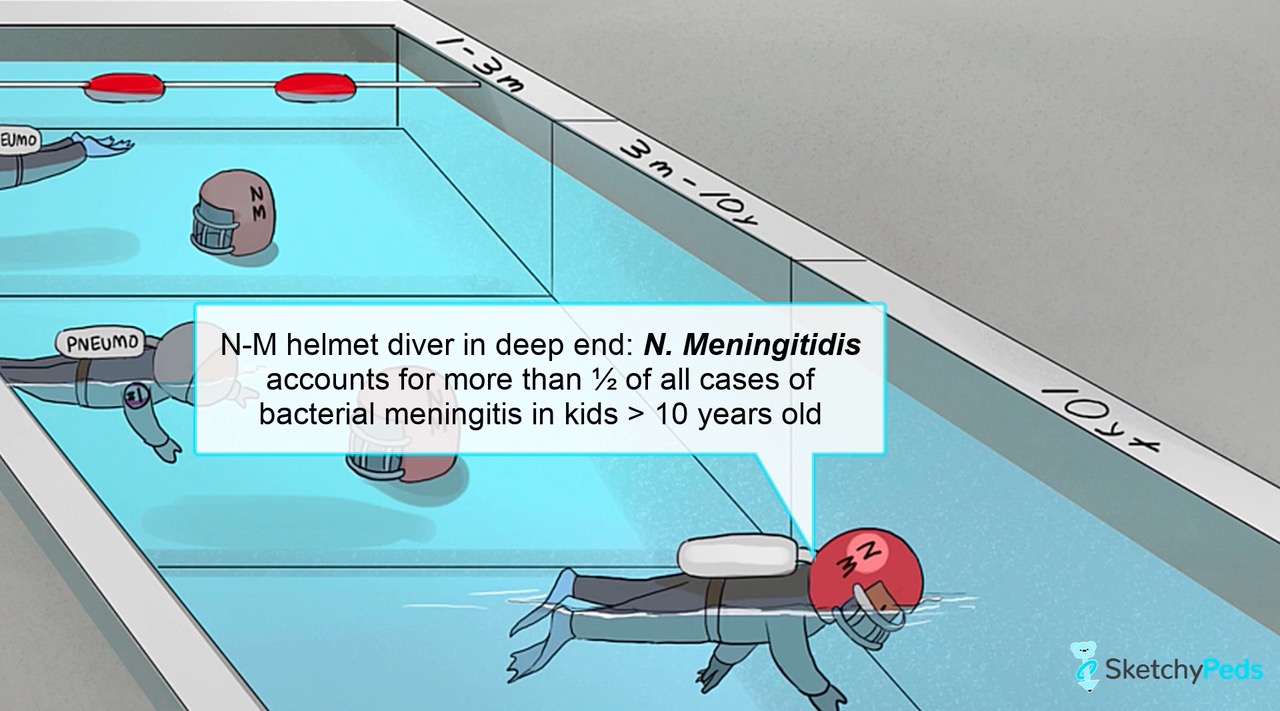 1-3m
EUMO
N
M
3m-10y
N-M helmet diver in deep end: N. Meningitidis
accounts for more than ½ of all cases of
bacterial meningitis in kids > 10 years old
PNEUMO
#1
10y+
N M
SketchyPeds